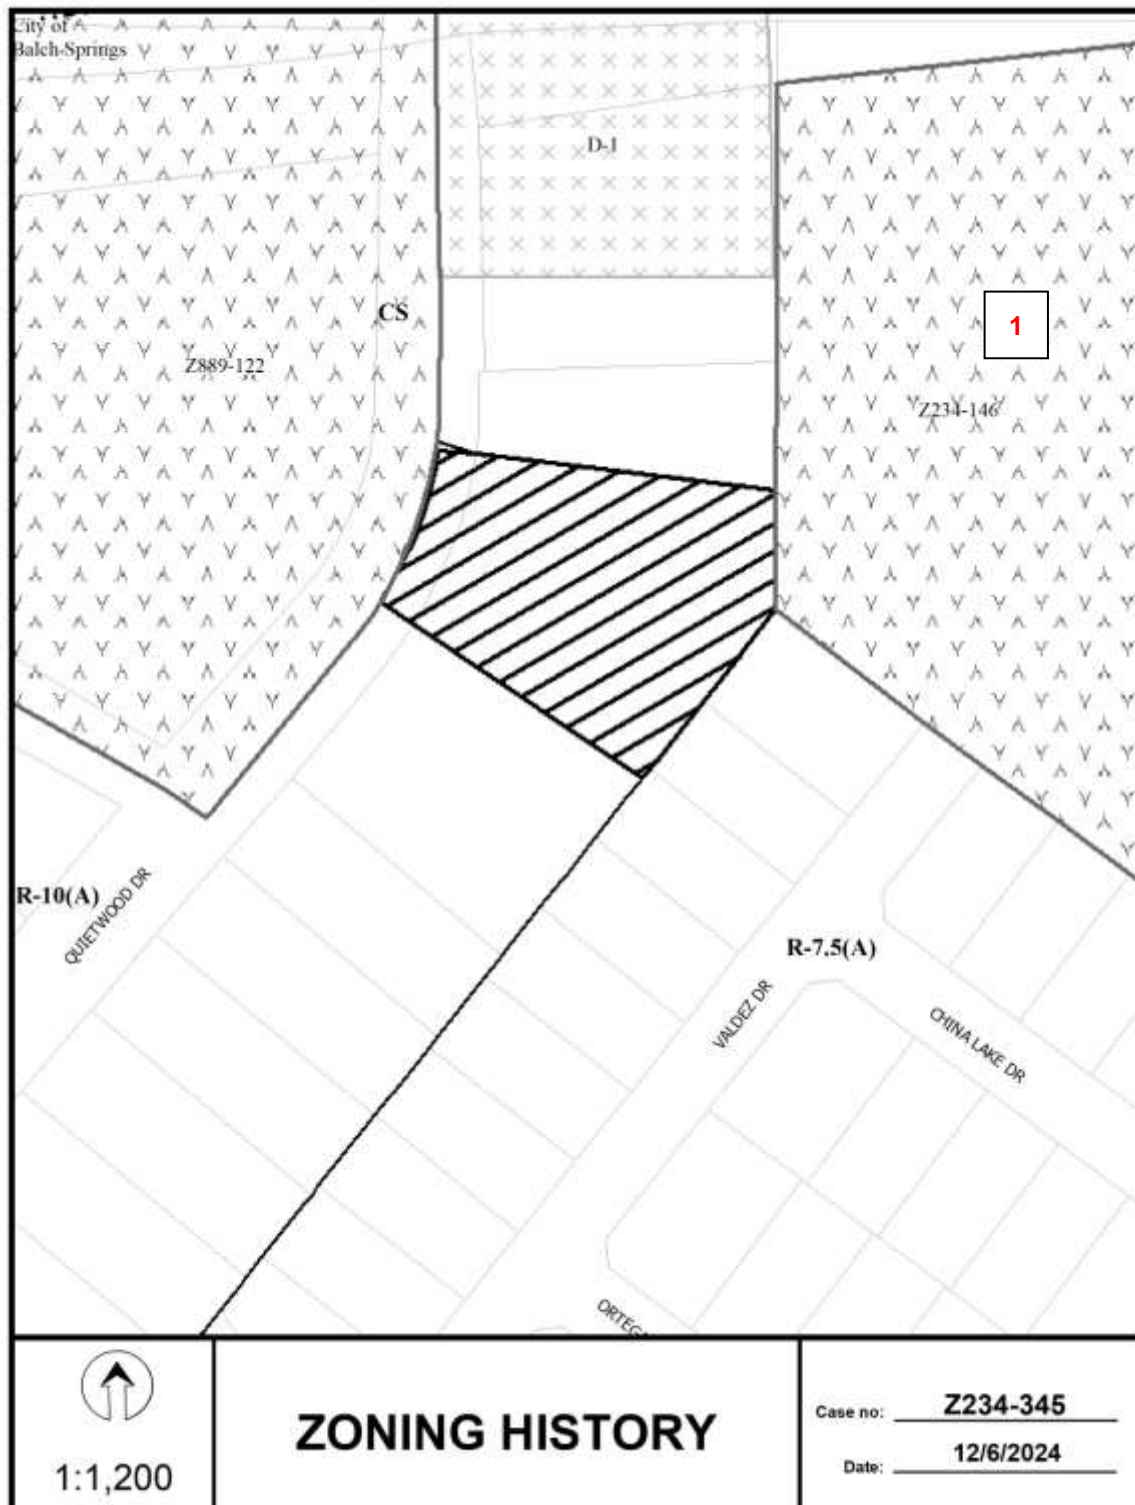 City of
Balch Springs
D-1
CS
1
Z889-122
Z234-146
R-10(A)
QUIETWOOD DR
R-7.5(A)
VALDEZ DR
CHINA LAKE DR
1:1,200
ZONING HISTORY
Case no: Z234-345
Date: 12/6/2024